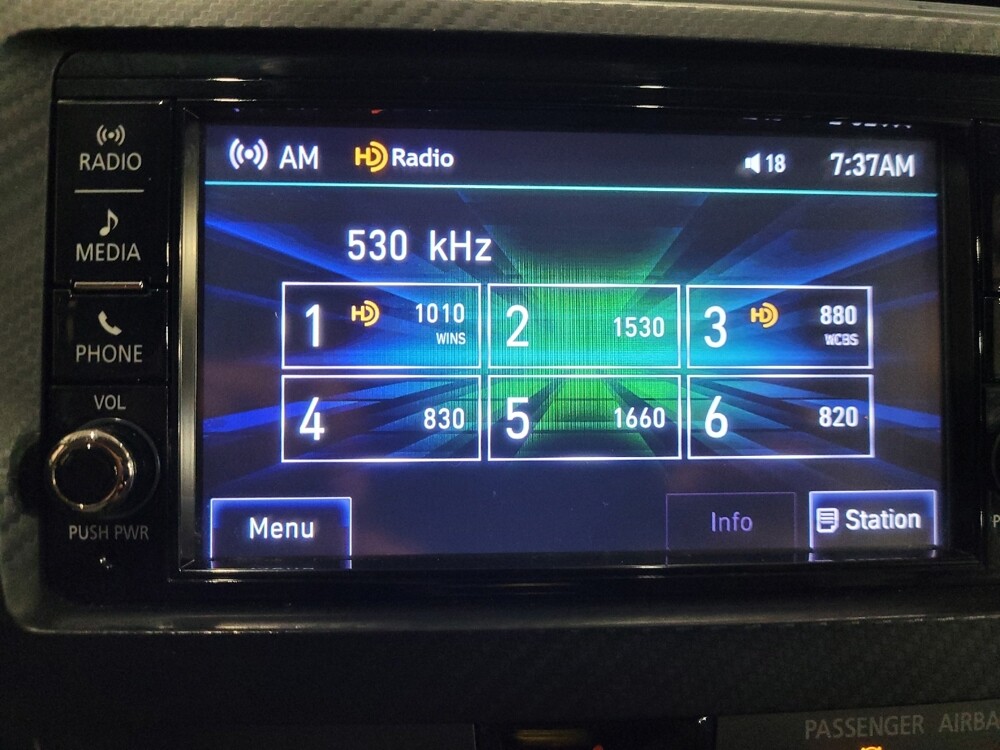 RADIO
MEDIA
PHONE
VOL
PUSH PWR
AM HD Radio 18 7:37AM
530 kHz
1 HD 1010 WINS
2 1530
3 HD 880 WCBS
4 830
5 1660
6 820
Menu Info Station
PASSENGER AIRBA